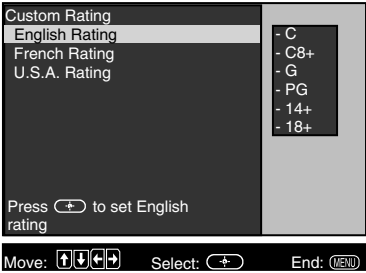 Custom Rating
English Rating
French Rating
U.S.A. Rating
- C
- C8+
- G
- PG
- 14+
- 18+
Press to set English
rating
Move: Select: End: MENU